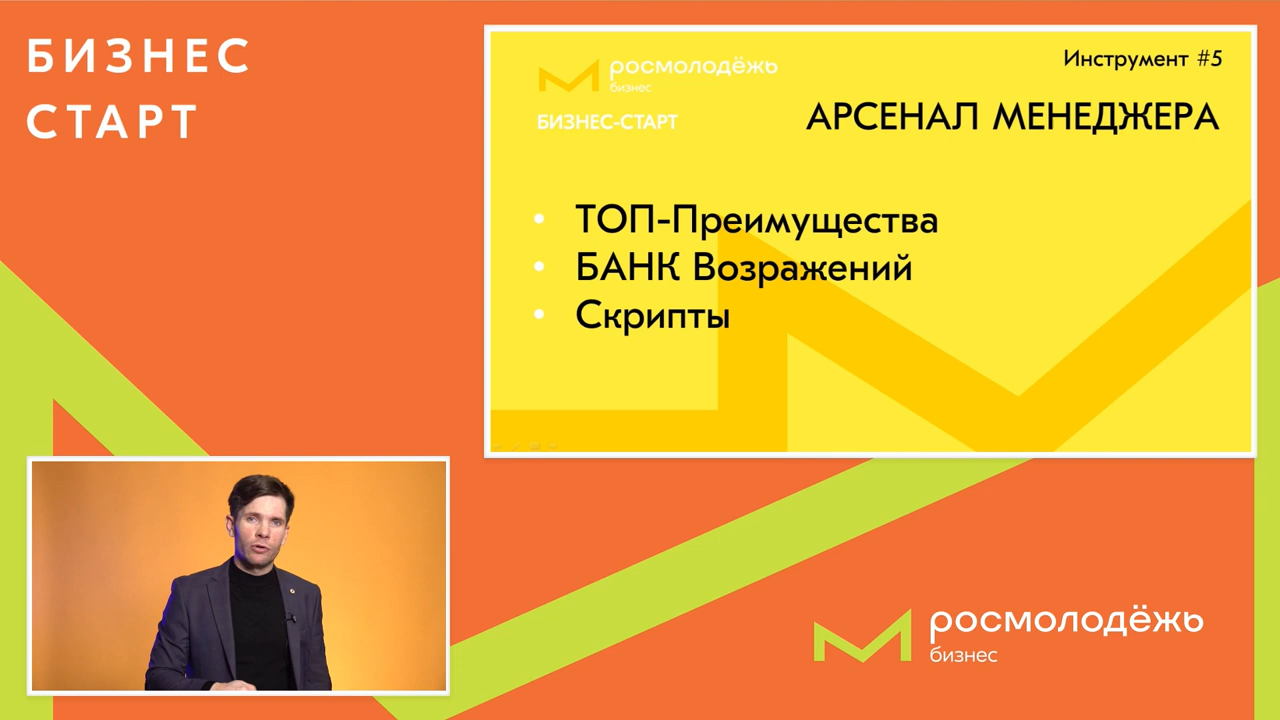 БИЗНЕС
СТАРТ
росмолодёжь
бизнес
БИЗНЕС-СТАРТ
Инструмент #5
АРСЕНАЛ МЕНЕДЖЕРА
• ТОП-Преимущества
• БАНК Возражений
• Скрипты
росмолодёжь
бизнес